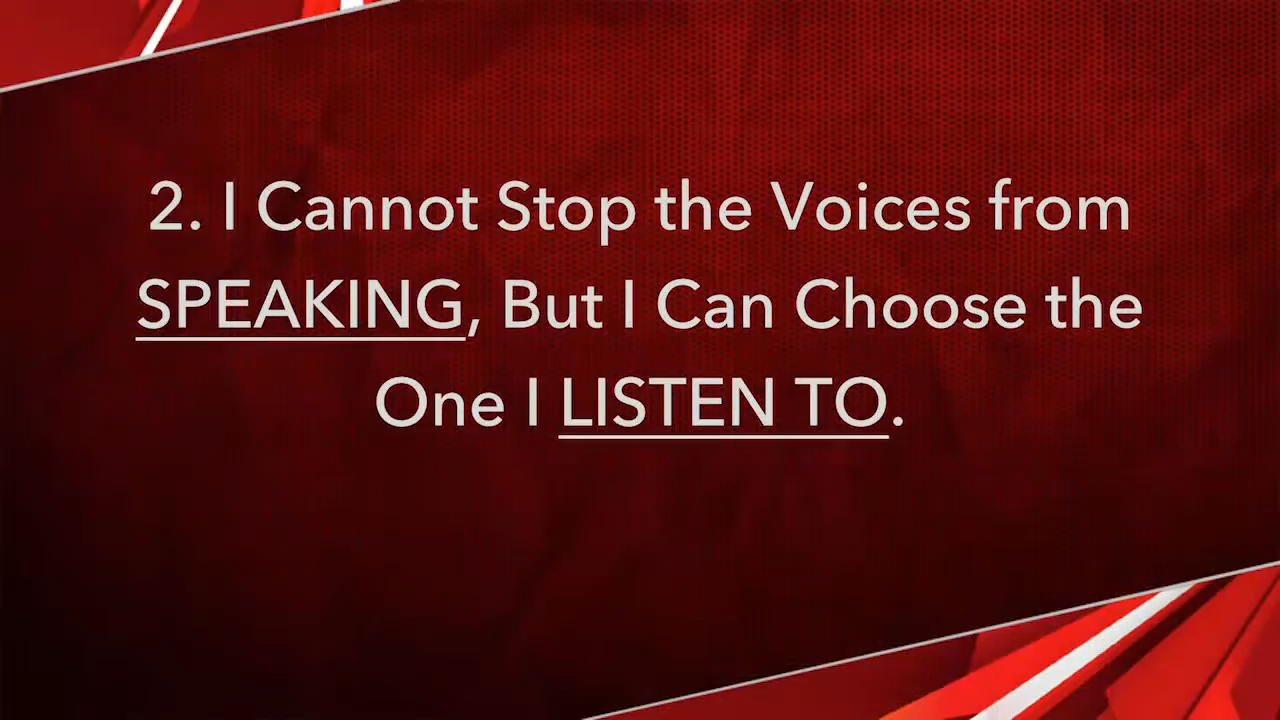 2. I Cannot Stop the Voices from
SPEAKING, But I Can Choose the
One I LISTEN TO.